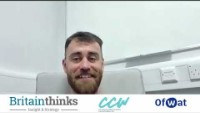 Britainthinks
Insight & Strategy
CCW
ofwat